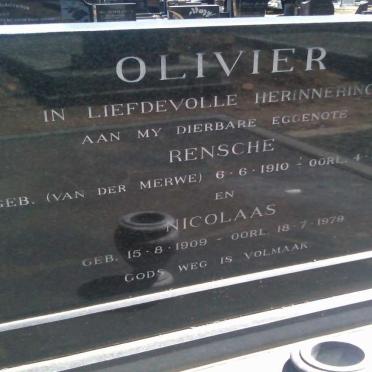 OLIVIER
IN LIEFDEVOLLE HERINNERING
AAN MY DIERBARE EGGENOTE
RENSCHE
GEB. (VAN DER MERWE) 6-6-1910 - OORL. 4-
EN
NICOLAAS
GEB. 15-8-1909 - OORL. 18-7-1979
GODS WEG IS VOLMAAK